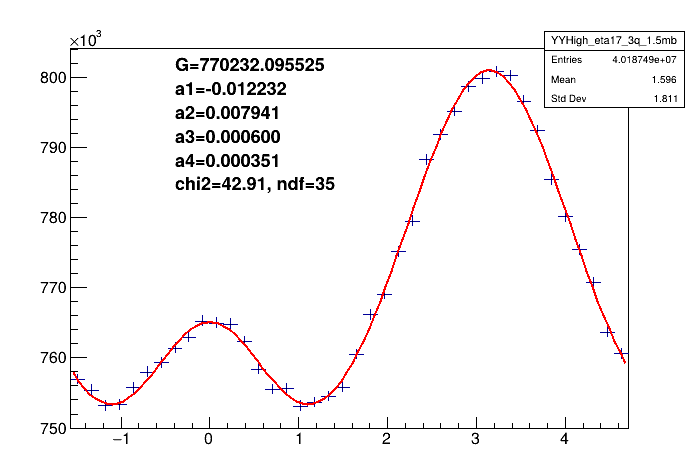 ×10³
YYHigh_eta17_3q_1.5mb
Entries 4.018749e+07
Mean 1.596
Std Dev 1.811
G=770232.095525
a1=-0.012232
a2=0.007941
a3=0.000600
a4=0.000351
chi2=42.91, ndf=35
800
790
780
770
760
750
−1 0 1 2 3 4